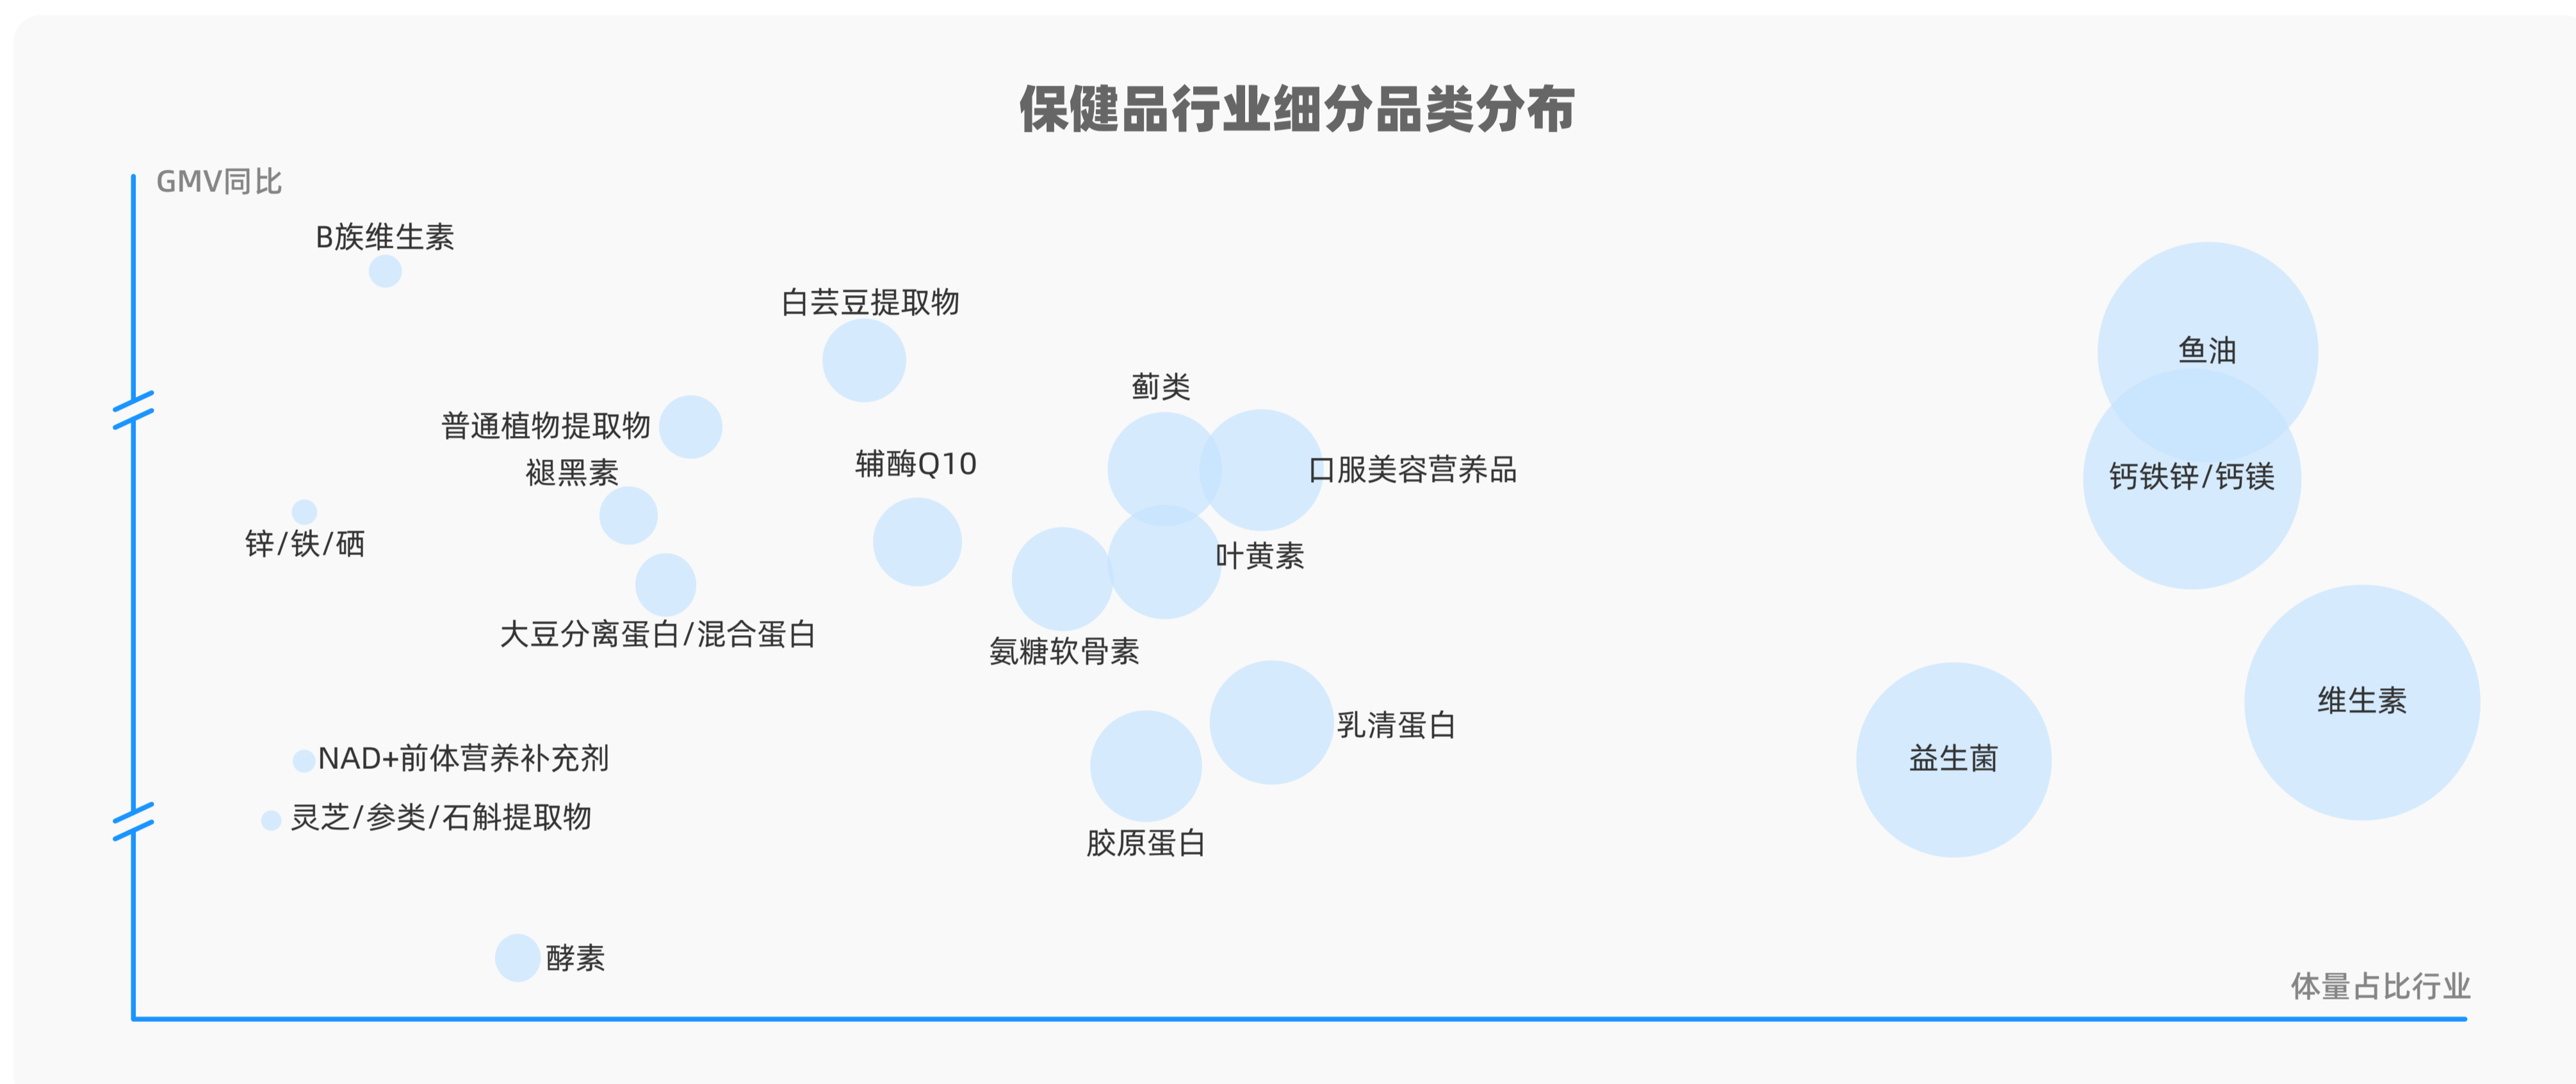 保健品行业细分品类分布
GMV同比
B族维生素
白芸豆提取物
鱼油
蓟类
普通植物提取物
辅酶Q10
口服美容营养品
褪黑素
钙铁锌/钙镁
锌/铁/硒
叶黄素
大豆分离蛋白/混合蛋白
氨糖软骨素
维生素
乳清蛋白
NAD+前体营养补充剂
益生菌
灵芝/参类/石斛提取物
胶原蛋白
酵素
体量占比行业